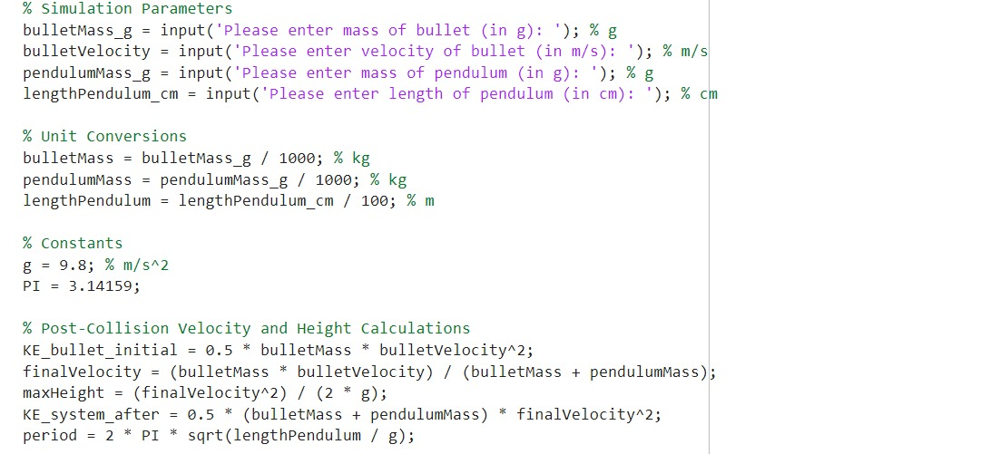 % Simulation Parameters
bulletMass_g = input('Please enter mass of bullet (in g): '); % g
bulletVelocity = input('Please enter velocity of bullet (in m/s): '); % m/s
pendulumMass_g = input('Please enter mass of pendulum (in g): '); % g
lengthPendulum_cm = input('Please enter length of pendulum (in cm): '); % cm
% Unit Conversions
bulletMass = bulletMass_g / 1000; % kg
pendulumMass = pendulumMass_g / 1000; % kg
lengthPendulum = lengthPendulum_cm / 100; % m
% Constants
g = 9.8; % m/s^2
PI = 3.14159;
% Post-Collision Velocity and Height Calculations
KE_bullet_initial = 0.5 * bulletMass * bulletVelocity^2;
finalVelocity = (bulletMass * bulletVelocity) / (bulletMass + pendulumMass);
maxHeight = (finalVelocity^2) / (2 * g);
KE_system_after = 0.5 * (bulletMass + pendulumMass) * finalVelocity^2;
period = 2 * PI * sqrt(lengthPendulum / g);